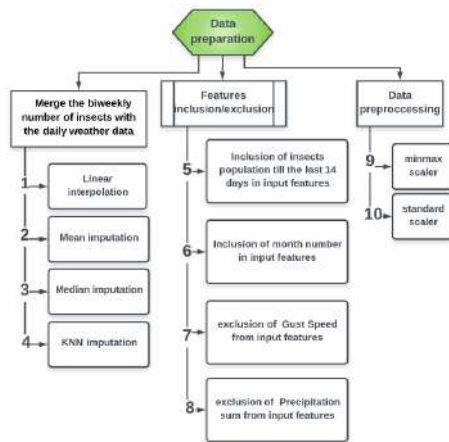 Data
preparation
Merge the biweekly
number of insects with
the daily weather data
1
Linear
interpolation
2
Mean imputation
3
Median imputation
4
KNN imputation
Features
inclusion/exclusion
5
Inclusion of insects
population till the last 14
days in input features
6
Inclusion of month number
in input features
7
exclusion of Gust Speed
from input features
8
exclusion of Precipitation
sum from input features
Data
preproccessing
9
minmax
scaler
10
standard
scaler